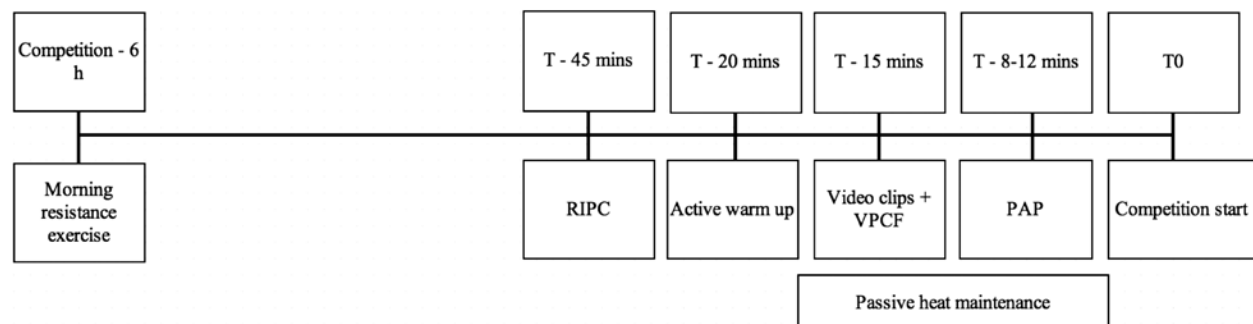 Competition - 6
h
T - 45 mins
T - 20 mins
T - 15 mins
T - 8-12 mins
T0
Morning
resistance
exercise
RIPC
Active warm up
Video clips +
VPCF
PAP
Competition start
Passive heat maintenance